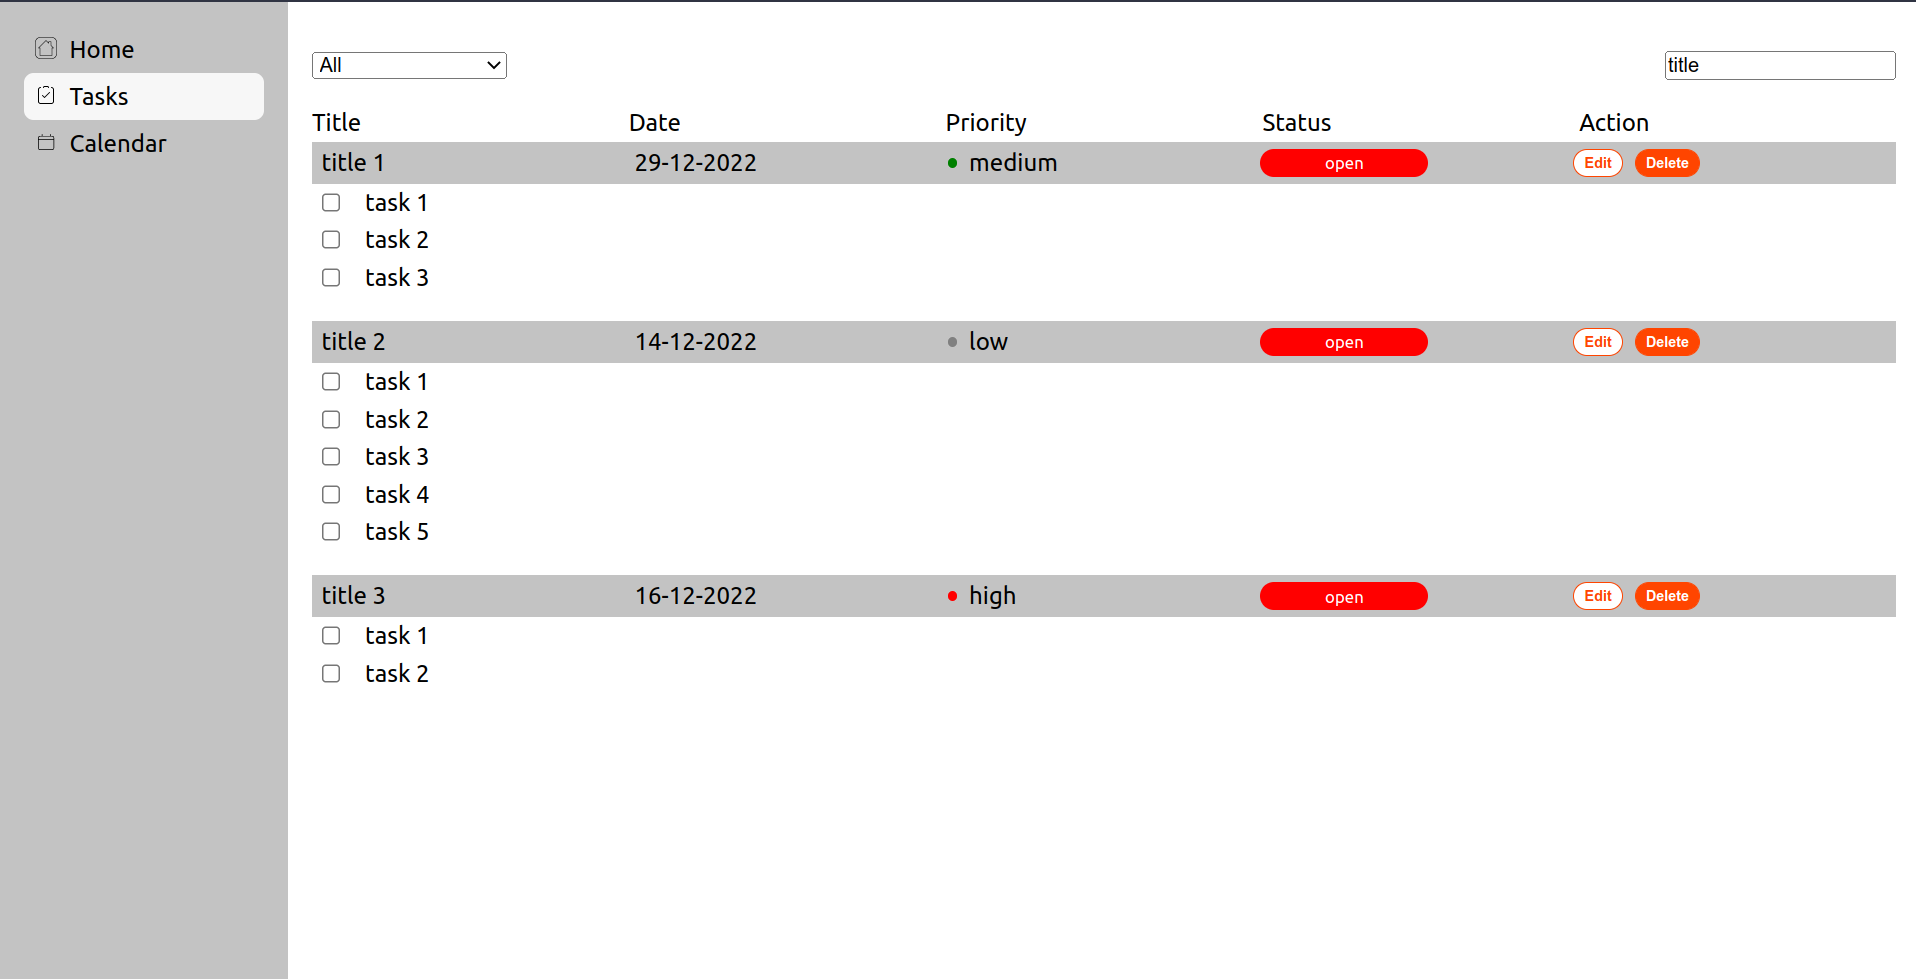 Home
Tasks
Calendar
All
title
Title Date Priority Status Action
title 1 29-12-2022 medium open Edit Delete
task 1
task 2
task 3
title 2 14-12-2022 low open Edit Delete
task 1
task 2
task 3
task 4
task 5
title 3 16-12-2022 high open Edit Delete
task 1
task 2